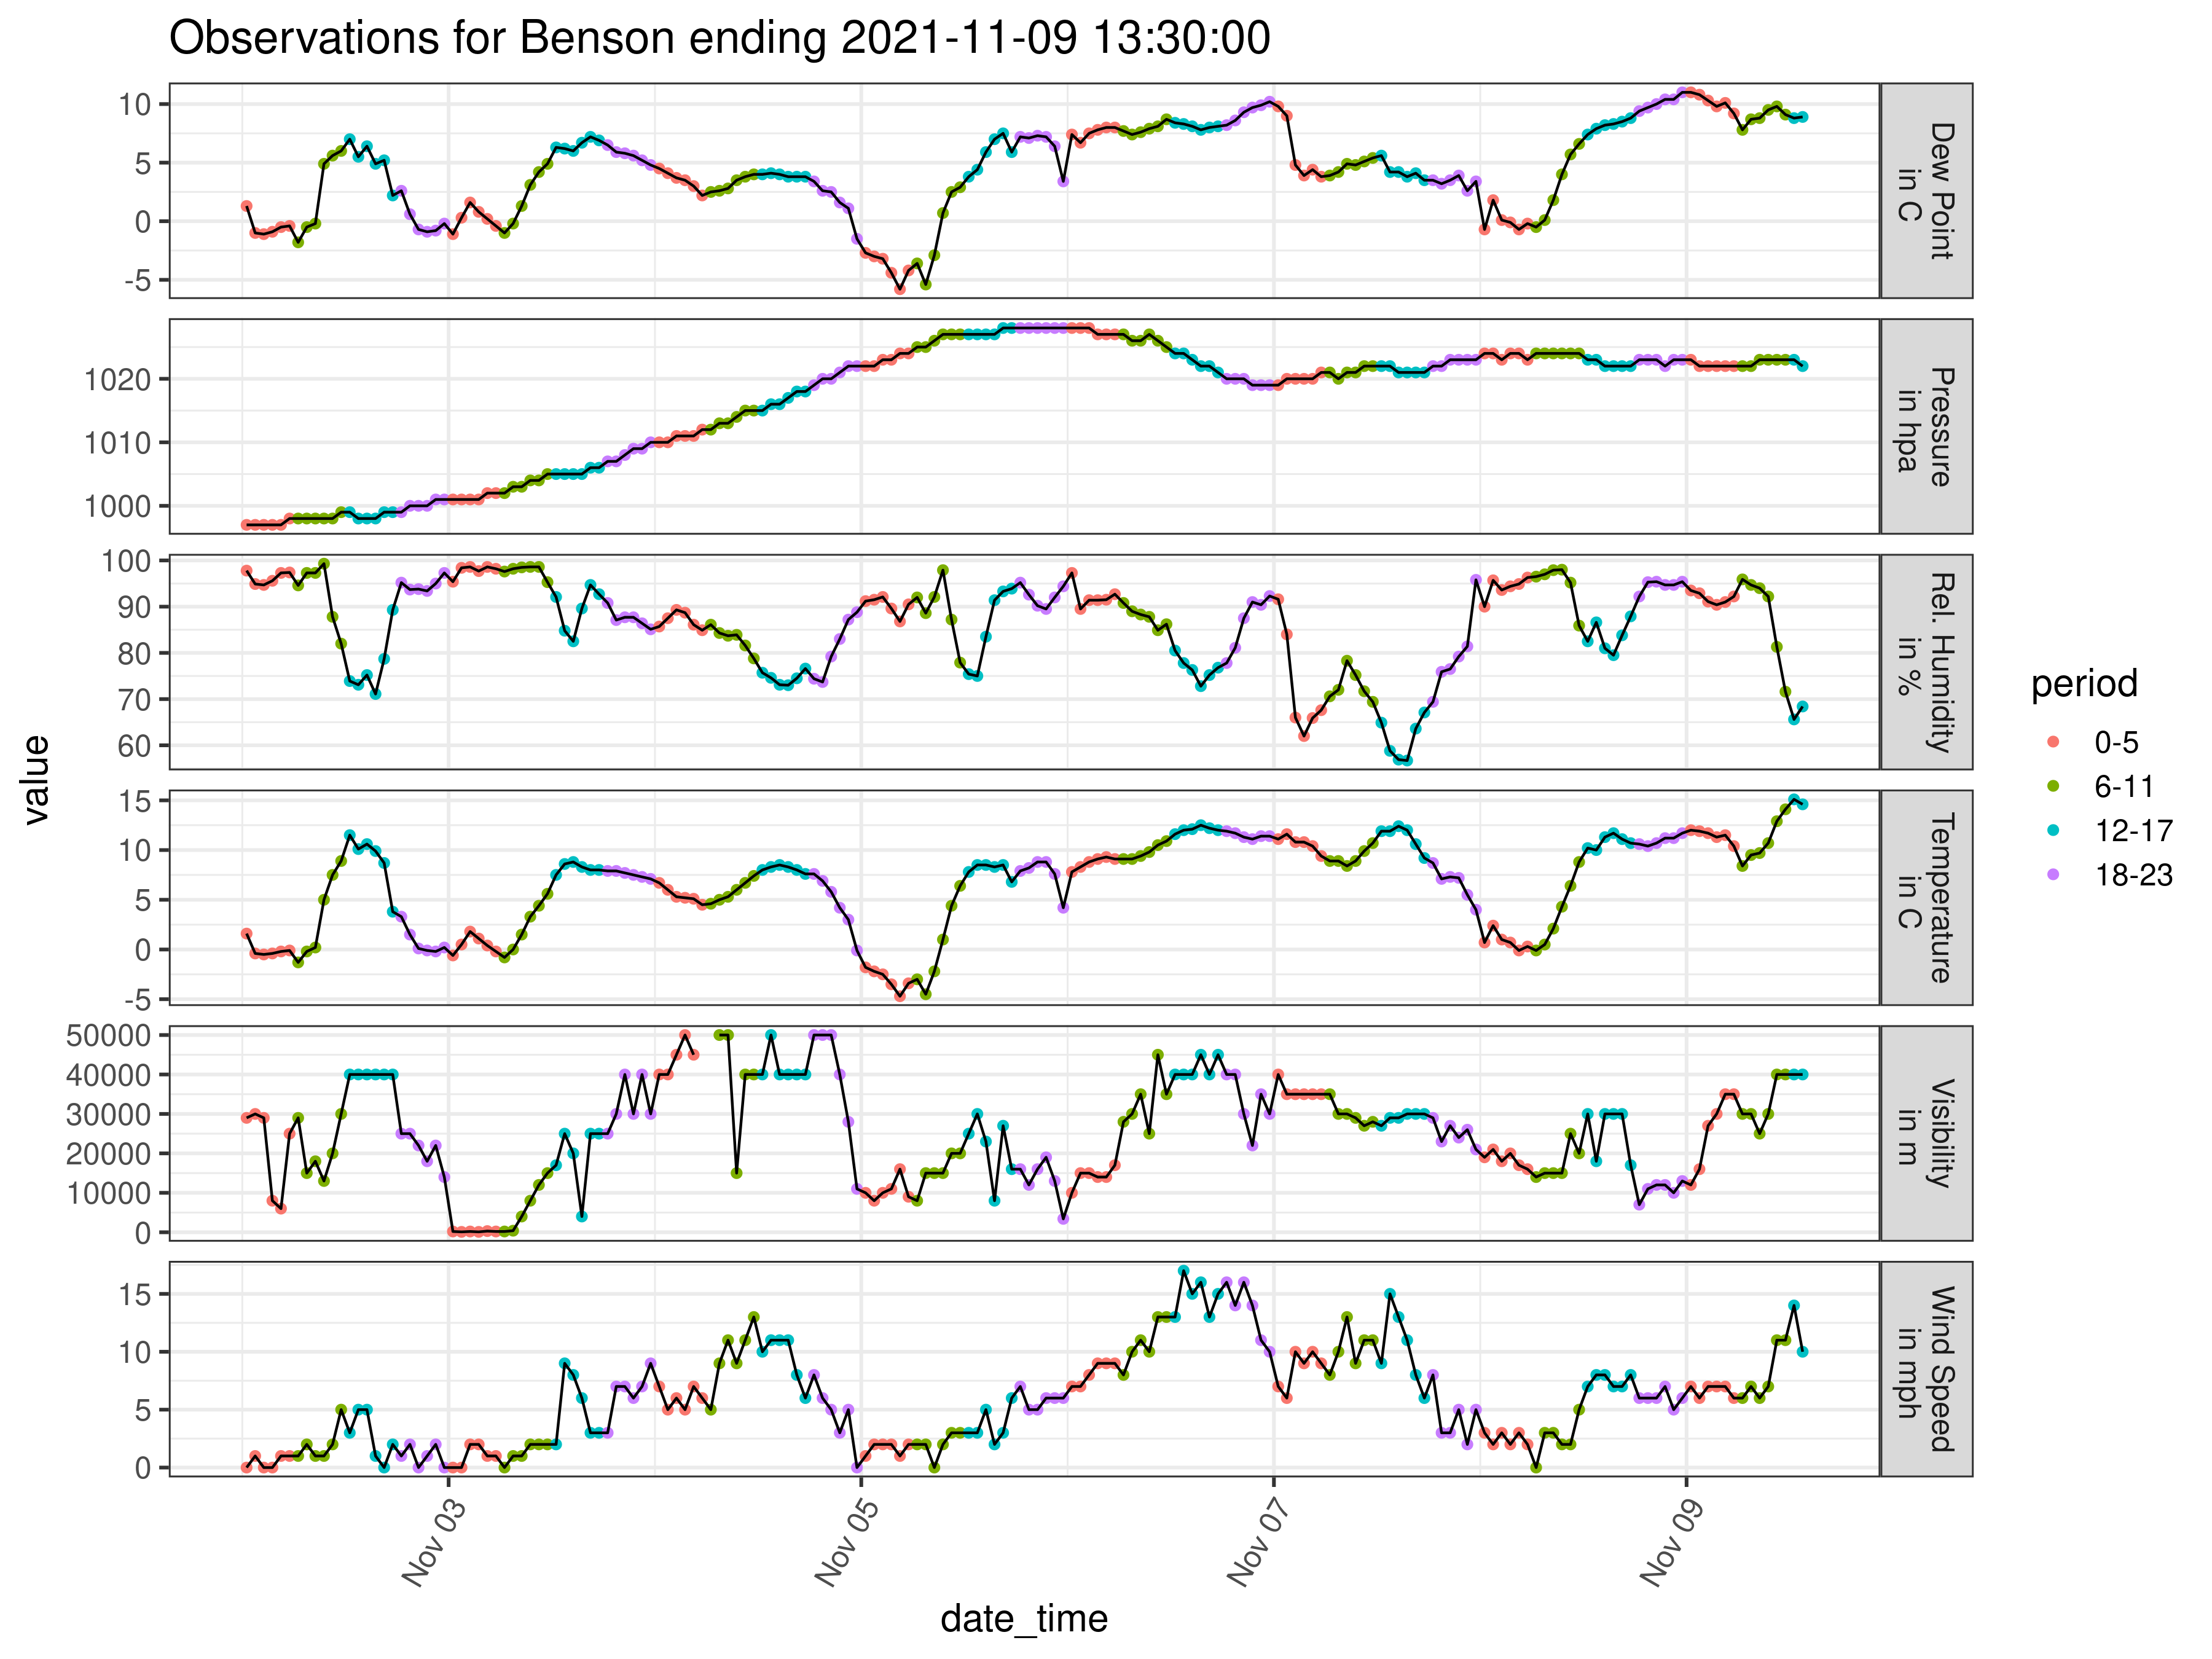 Observations for Benson ending 2021-11-09 13:30:00
value
10
5
0
-5
Dew Point
in C
1020
1010
1000
Pressure
in hpa
100
90
80
70
60
Rel. Humidity
in %
15
10
5
0
-5
Temperature
in C
50000
40000
30000
20000
10000
0
Visibility
in m
15
10
5
0
Wind Speed
in mph
Nov 03
Nov 05
Nov 07
Nov 09
date_time
period
0-5
6-11
12-17
18-23